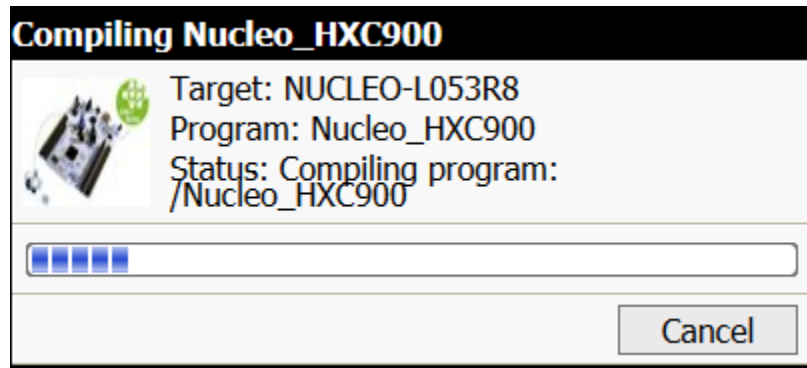 Compiling Nucleo_HXC900
Target: NUCLEO-L053R8
Program: Nucleo_HXC900
Status: Compiling program:
/Nucleo_HXC900
Cancel